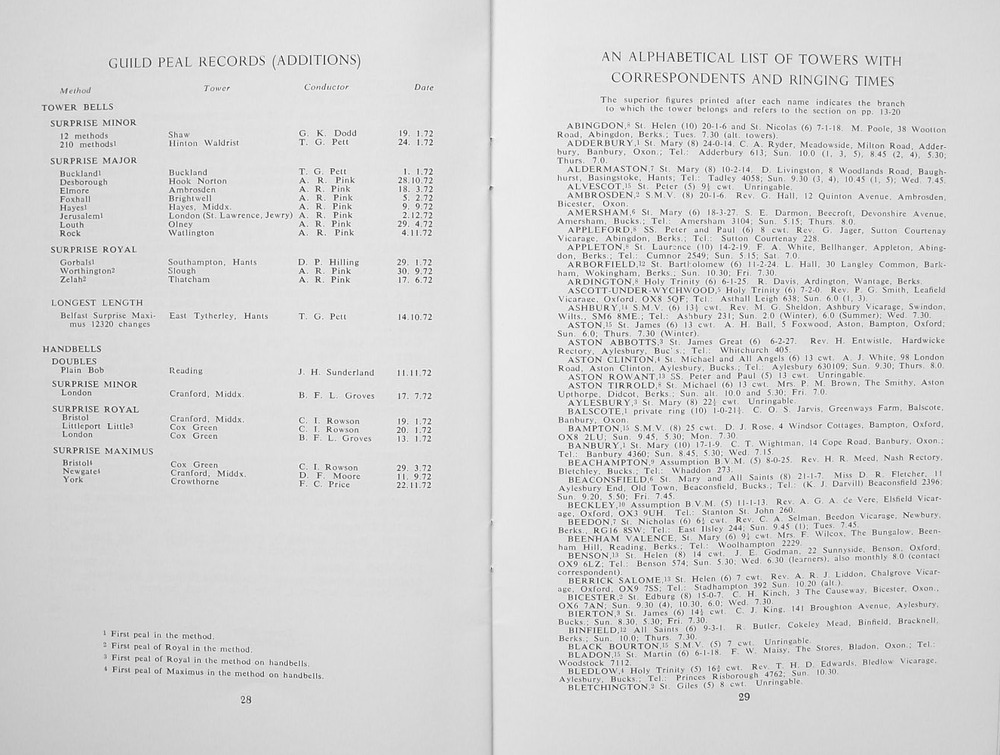 GUILD PEAL RECORDS (ADDITIONS)
Method Tower Conductor Date
TOWER BELLS
SURPRISE MINOR
12 methods Shaw G. K. Dodd 19. 1.72
210 methods¹ Hinton Waldrist T. G. Pett 24. 1.72
SURPRISE MAJOR
Buckland¹ Buckland T. G. Pett 1. 1.72
Desborough Hook Norton A. R. Pink 28.10.72
Elmore Ambrosden A. R. Pink 18. 3.72
Foxhall Brightwell A. R. Pink 5. 2.72
Hayes¹ Hayes, Middx. A. R. Pink 9. 9.72
Jerusalem¹ London (St. Lawrence, Jewry) A. R. Pink 2.12.72
Louth Olney A. R. Pink 29. 4.72
Rock Watlington A. R. Pink 4.11.72
SURPRISE ROYAL
Gorbals¹ Southampton, Hants D. P. Hilling 29. 1.72
Worthington² Slough A. R. Pink 30. 9.72
Zelah² Thatcham A. R. Pink 17. 6.72
LONGEST LENGTH
Belfast Surprise Maxi- East Tytherley, Hants T. G. Pett 14.10.72
mus 12320 changes
HANDBELLS
DOUBLES
Plain Bob Reading J. H. Sunderland 11.11.72
SURPRISE MINOR
London Cranford, Middx. B. F. L. Groves 17. 7.72
SURPRISE ROYAL
Bristol Cranford, Middx. C. I. Rowson 19. 1.72
Littleport Little³ Cox Green C. I. Rowson 20. 1.72
London Cox Green B. F. L. Groves 13. 1.72
SURPRISE MAXIMUS
Bristol⁴ Cox Green C. I. Rowson 29. 3.72
Newgate⁴ Cranford, Middx. D. F. Moore 11. 9.72
York Crowthorne F. C. Price 22.11.72
¹ First peal in the method.
² First peal of Royal in the method.
³ First peal of Royal in the method on handbells.
⁴ First peal of Maximus in the method on handbells.
28
AN ALPHABETICAL LIST OF TOWERS WITH
CORRESPONDENTS AND RINGING TIMES
The superior figures printed after each name indicates the branch
to which the tower belongs and refers to the section on pp. 13-20
ABINGDON,⁸ St. Helen (10) 20-1-6 and St. Nicolas (6) 7-1-18. M. Poole, 38 Wootton
Road, Abingdon, Berks.; Tues. 7.30 (alt. towers).
ADDERBURY,¹ St. Mary (8) 24-0-14. C. A. Ryder, Meadowside, Milton Road, Adder-
bury, Banbury, Oxon.; Tel.: Adderbury 613; Sun. 10.0 (1, 3, 5), 8.45 (2, 4), 5.30;
Thurs. 7.0.
ALDERMASTON,⁷ St. Mary (8) 10-2-14. D. Livingston, 8 Woodlands Road, Baugh-
hurst, Basingstoke, Hants; Tel.: Tadley 4058; Sun. 9.30 (3, 4), 10.45 (1, 5); Wed. 7.45.
ALVESCOT,¹⁵ St. Peter (5) 9½ cwt. Unringable.
AMBROSDEN,² S.M.V. (8) 20-1-6. Rev. G. Hall, 12 Quinton Avenue, Ambrosden,
Bicester, Oxon.
AMERSHAM,⁶ St. Mary (6) 18-3-27. S. E. Darmon, Beecroft, Devonshire Avenue,
Amersham, Bucks.; Tel.: Amersham 3104; Sun. 5.15; Thurs. 8.0.
APPLEFORD,⁸ SS. Peter and Paul (6) 8 cwt. Rev. G. Jager, Sutton Courtenay
Vicarage, Abingdon, Berks.; Tel.: Sutton Courtenay 228.
APPLETON,⁸ St. Laurence (10) 14-2-19. F. A. White, Bellhanger, Appleton, Abing-
don, Berks.; Tel.: Cumnor 2549; Sun. 5.15; Sat. 7.0.
ARBORFIELD,¹² St. Bartholomew (6) 11-2-24. L. Hall, 30 Langley Common, Bark-
ham, Wokingham, Berks.; Sun. 10.30; Fri. 7.30.
ARDINGTON,⁸ Holy Trinity (6) 6-1-25. R. Davis, Ardington, Wantage, Berks.
ASCOTT-UNDER-WYCHWOOD,⁵ Holy Trinity (6) 7-2-0. Rev. P. G. Smith, Leafield
Vicarage, Oxford, OX8 5QF; Tel.: Asthall Leigh 638; Sun. 6.0 (1, 3).
ASHBURY,¹⁴ S.M.V. (6) 13½ cwt. Rev. M. G. Sheldon, Ashbury Vicarage, Swindon,
Wilts., SM6 8ME.; Tel.: Ashbury 231; Sun. 2.0 (Winter), 6.0 (Summer); Wed. 7.30.
ASTON,¹⁵ St. James (6) 13 cwt. A. H. Ball, 5 Foxwood, Aston, Bampton, Oxford;
Sun. 6.0; Thurs. 7.30 (Winter).
ASTON ABBOTTS,³ St. James Great (6) 6-2-27. Rev. H. Entwistle, Hardwicke
Rectory, Aylesbury, Bucks.; Tel.: Whitchurch 405.
ASTON CLINTON,⁴ St. Michael and All Angels (6) 13 cwt. A. J. White, 98 London
Road, Aston Clinton, Aylesbury, Bucks.; Tel.: Aylesbury 630109; Sun. 9.30; Thurs. 8.0.
ASTON ROWANT,¹³ SS. Peter and Paul (5) 13 cwt. Unringable.
ASTON TIRROLD,⁸ St. Michael (6) 13 cwt. Mrs. P. M. Brown, The Smithy, Aston
Upthorpe, Didcot, Berks.; Sun. alt. 10.0 and 5.30; Fri. 7.0.
AYLESBURY,³ St. Mary (8) 22½ cwt. Unringable.
BALSCOTE,¹ private ring (10) 1-0-21½. C. O. S. Jarvis, Greenways Farm, Balscote,
Banbury, Oxon.
BAMPTON,¹⁵ S.M.V. (8) 25 cwt. D. J. Rose, 4 Windsor Cottages, Bampton, Oxford,
OX8 2LU; Sun. 9.45, 5.30; Mon. 7.30.
BANBURY,¹ St. Mary (10) 17-1-9. C. T. Wightman, 14 Cope Road, Banbury, Oxon.;
Tel.: Banbury 4360; Sun. 8.45, 5.30; Wed. 7.15.
BEACHAMPTON,⁹ Assumption B.V.M. (5) 8-0-25. Rev. H. R. Meed, Nash Rectory,
Bletchley, Bucks.; Tel.: Whaddon 273.
BEACONSFIELD,⁶ St. Mary and All Saints (8) 21-1-7. Miss D R. Fletcher, 11
Aylesbury End, Old Town, Beaconsfield, Bucks.; Tel.: (K. J. Darvill) Beaconsfield 2396;
Sun. 9.20, 5.50; Fri. 7.45.
BECKLEY,¹⁰ Assumption B.V.M. (5) 11-1-13. Rev. A. G. A. de Vere, Elsfield Vicar-
age, Oxford, OX3 9UH. Tel.: Stanton St. John 260.
BEEDON,⁷ St. Nicholas (6) 6½ cwt. Rev. C. A. Selman, Beedon Vicarage, Newbury,
Berks., RG16 8SW; Tel.: East Ilsley 244; Sun. 9.45 (1); Tues. 7.45.
BEENHAM VALENCE, St. Mary (6) 9½ cwt. Mrs. F. Wilcox, The Bungalow, Been-
ham Hill, Reading, Berks.; Tel.: Woolhampton 2229.
BENSON,¹³ St. Helen (8) 14 cwt. J. E. Godman, 22 Sunnyside, Benson, Oxford,
OX9 6LZ; Tel.: Benson 574; Sun. 5.30; Wed. 6.30 (learners), also monthly 8.0 (contact
correspondent).
BERRICK SALOME,¹³ St. Helen (6) 7 cwt. Rev. A. R. J. Liddon, Chalgrove Vicar-
age, Oxford, OX9 7SS; Tel.: Stadhampton 392 Sun. 10.20 (alt.).
BICESTER,² St. Edburg (8) 15-0-7. C. H. Kinch, 3 The Causeway, Bicester, Oxon.,
OX6 7AN; Sun. 9.30 (4), 10.30, 6.0; Wed. 7.30.
BIERTON,³ St. James (6) 14½ cwt. C. J. King, 141 Broughton Avenue, Aylesbury,
Bucks.; Sun. 8.30, 5.30; Fri. 7.30.
BINFIELD,¹² All Saints (6) 9-3-1. R. Butler, Cokeley Mead, Binfield, Bracknell,
Berks.; Sun. 10.0; Thurs. 7.30.
BLACK BOURTON,¹⁵ S.M.V. (5) 7 cwt. Unringable.
BLADON,¹⁵ St. Martin (6) 6-1-18. F. W. Maisy, The Stores, Bladon, Oxon.; Tel.:
Woodstock 7112.
BLEDLOW,⁴ Holy Trinity (5) 16¾ cwt. Rev. T. H. D. Edwards, Bledlow Vicarage,
Aylesbury, Bucks.; Tel.: Princes Risborough 4762; Sun. 10.30.
BLETCHINGTON,² St. Giles (5) 8 cwt. Unringable.
29